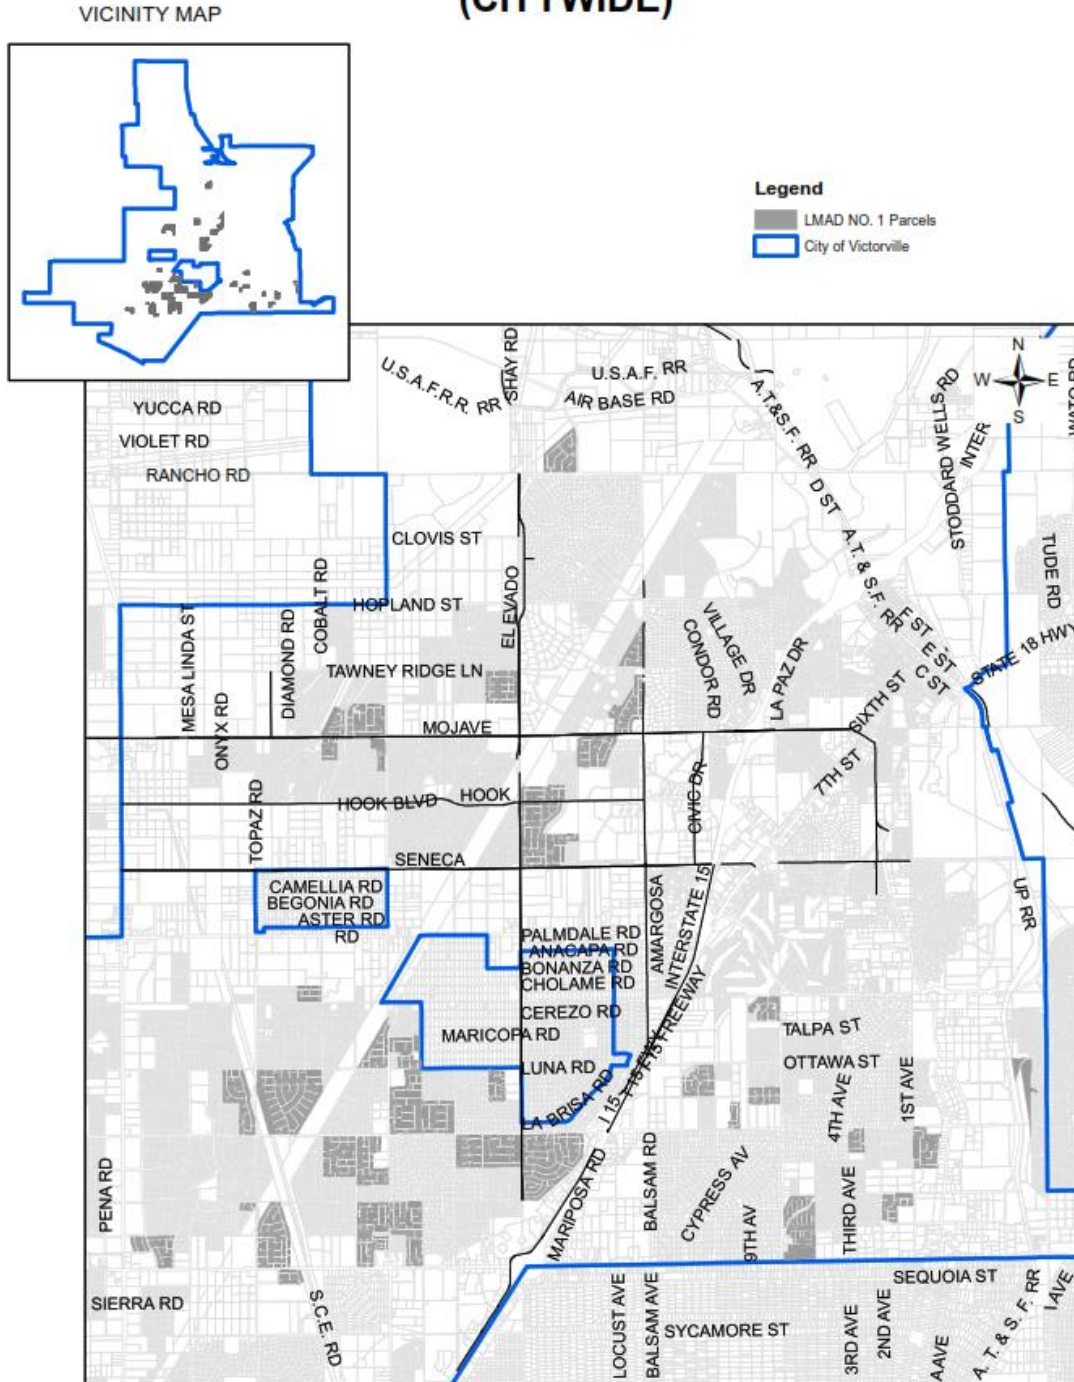 (CITYWIDE)
VICINITY MAP
Legend
LMAD NO. 1 Parcels
City of Victorville
N
W
E
S
U.S.A.F.R.R. RR
SHAY RD
U.S.A.F. RR
AIR BASE RD
A.T.&S.F. RR
D ST
STODDARD WELLS RD
INTER
WATO RD
YUCCA RD
VIOLET RD
RANCHO RD
CLOVIS ST
A.T. & S.F. RR
TUDE RD
COBALT RD
HOPLAND ST
EL EVADO
MESA LINDA ST
DIAMOND RD
ONYX RD
TAWNEY RIDGE LN
VILLAGE DR
CONDOR RD
LA PAZ DR
F ST
E ST
C ST
STATE 18 HWY
SIXTH ST
MOJAVE
7TH ST
CIVIC DR
TOPAZ RD
HOOK BLVD
HOOK
SENECA
CAMELLIA RD
BEGONIA RD
ASTER RD
RD
AMARGOSA
INTERSTATE 15
UP RR
PALMDALE RD
ANACAPA RD
BONANZA RD
CHOLAME RD
CEREZO RD
MARICOPA RD
LUNA RD
LA BRISA RD
I 15
I-15 FWY
I-15 FREEWAY
TALPA ST
OTTAWA ST
4TH AVE
1ST AVE
PENA RD
MARIPOSA RD
BALSAM RD
CYPRESS AV
9TH AV
THIRD AVE
SIERRA RD
S.C.E. RD
LOCUST AVE
BALSAM AVE
SYCAMORE ST
3RD AVE
2ND AVE
SEQUOIA ST
A AVE
A. T. & S. F. RR
I AVE